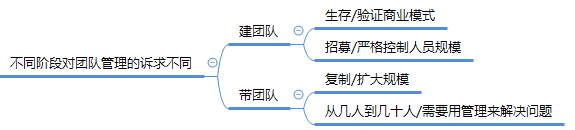 不同阶段对团队管理的诉求不同
建团队
生存/验证商业模式
招募/严格控制人员规模
带团队
复制/扩大规模
从几人到几十人/需要用管理来解决问题